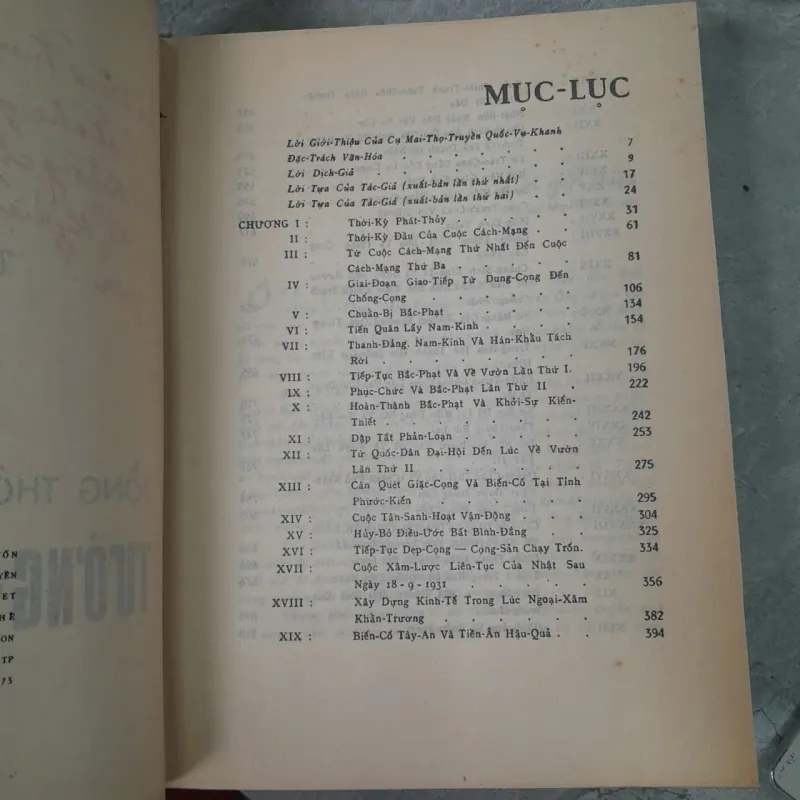 MỤC-LỤC
Lời Giới-Thiệu Của Cụ Mai-Thọ-Truyền Quốc-Vụ-Khanh
Đặc-Trách Văn-Hóa . . . . . . . 7
Lời Dịch-Giả . . . . . . . . 9
Lời Tựa Của Tác-Giả (xuất-bản lần thứ nhất) . . 17
Lời Tựa Của Tác-Giả (xuất-bản lần thứ hai) . . 24
CHƯƠNG I : Thời-Kỳ Phát-Thủy . . . . . 31
II : Thời-Kỳ Đầu Của Cuộc Cách-Mạng . . 61
III : Từ Cuộc Cách-Mạng Thứ Nhất Đến Cuộc
Cách-Mạng Thứ Ba . . . . . 81
IV : Giai-Đoạn Giao-Tiếp Từ Dung-Cọng Đến
Chống-Cọng . . . . . . 106
V : Chuẩn-Bị Bắc-Phạt . . . . . 134
VI : Tiến Quân Lấy Nam-Kinh . . . . 154
VII : Thanh-Đảng. Nam-Kinh Và Hán-Khẩu Tách
Rời . . . . . . . . 176
VIII : Tiếp-Tục Bắc-Phạt Và Về Vườn Lần Thứ I. 196
IX : Phục-Chức Và Bắc-Phạt Lần Thứ II . . 222
X : Hoàn-Thành Bắc-Phạt Và Khởi-Sự Kiến-
Thiết . . . . . . . . 242
XI : Dập Tắt Phản-Loạn . . . . . 253
XII : Từ Quốc-Dân Đại-Hội Đến Lúc Về Vườn
Lần Thứ II . . . . . . 275
XIII : Càn Quét Giặc-Cọng Và Biến-Cố Tại Tỉnh
Phước-Kiến . . . . . . 295
XIV : Cuộc Tân-Sanh-Hoạt Vận-Động . . . 304
XV : Hủy-Bỏ Điều-Ước Bất Bình-Đẳng . . . 325
XVI : Tiếp-Tục Dẹp-Cọng — Cọng-Sản Chạy Trốn. 334
XVII : Cuộc Xâm-Lược Liên-Tục Của Nhật Sau
Ngày 18-9-1931 . . . . . 356
XVIII : Xây Dựng Kinh-Tế Trong Lúc Ngoại-Xâm
Khẩn-Trương . . . . . 382
XIX : Biến-Cố Tây-An Và Tiền-Ân Hậu-Quả . . 394